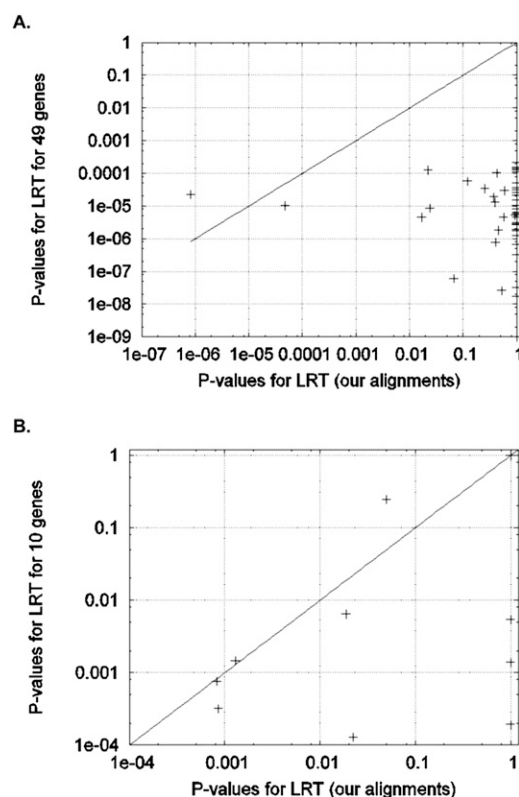 A.
P-values for LRT for 49 genes
1
0.1
0.01
0.001
0.0001
1e-05
1e-06
1e-07
1e-08
1e-09
1e-07 1e-06 1e-05 0.0001 0.001 0.01 0.1 1
P-values for LRT (our alignments)
B.
P-values for LRT for 10 genes
1
0.1
0.01
0.001
1e-04
1e-04 0.001 0.01 0.1 1
P-values for LRT (our alignments)